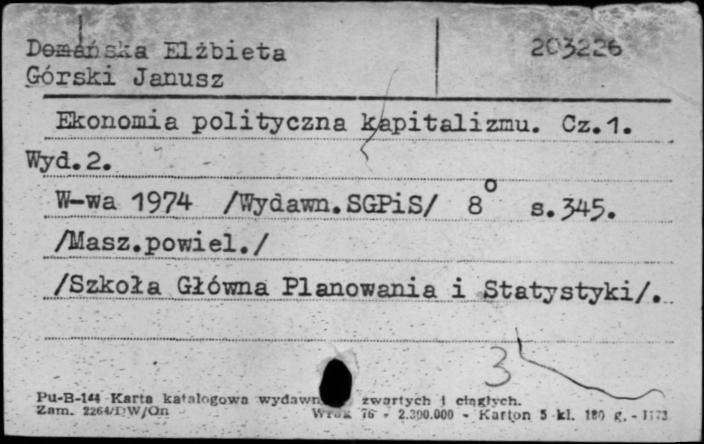 Domańska Elżbieta 203226
Górski Janusz
Ekonomia polityczna kapitalizmu. Cz.1.
Wyd.2.
W-wa 1974 /Wydawn.SGPiS/ 8° s.345.
/Masz.powiel./
/Szkoła Główna Planowania i Statystyki/.
3
Pu-B-144 Karta katalogowa wydawn zwartych i ciągłych.
Zam. 2264/DW/On 76 - 2.300.000 - Karton 5 kl. 180 g. -